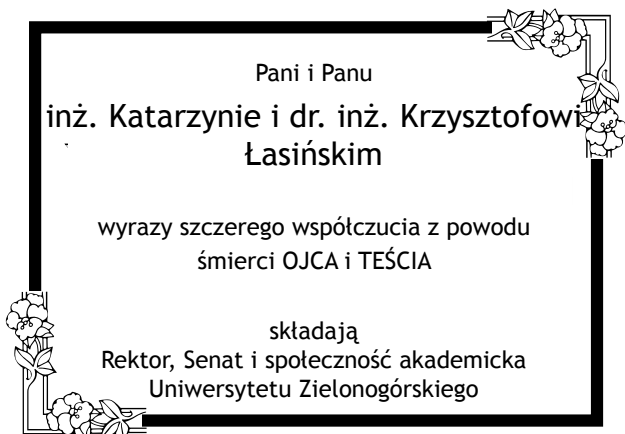 Pani i Panu
inż. Katarzynie i dr. inż. Krzysztofowi
Łasińskim
wyrazy szczerego współczucia z powodu
śmierci OJCA i TEŚCIA
składają
Rektor, Senat i społeczność akademicka
Uniwersytetu Zielonogórskiego